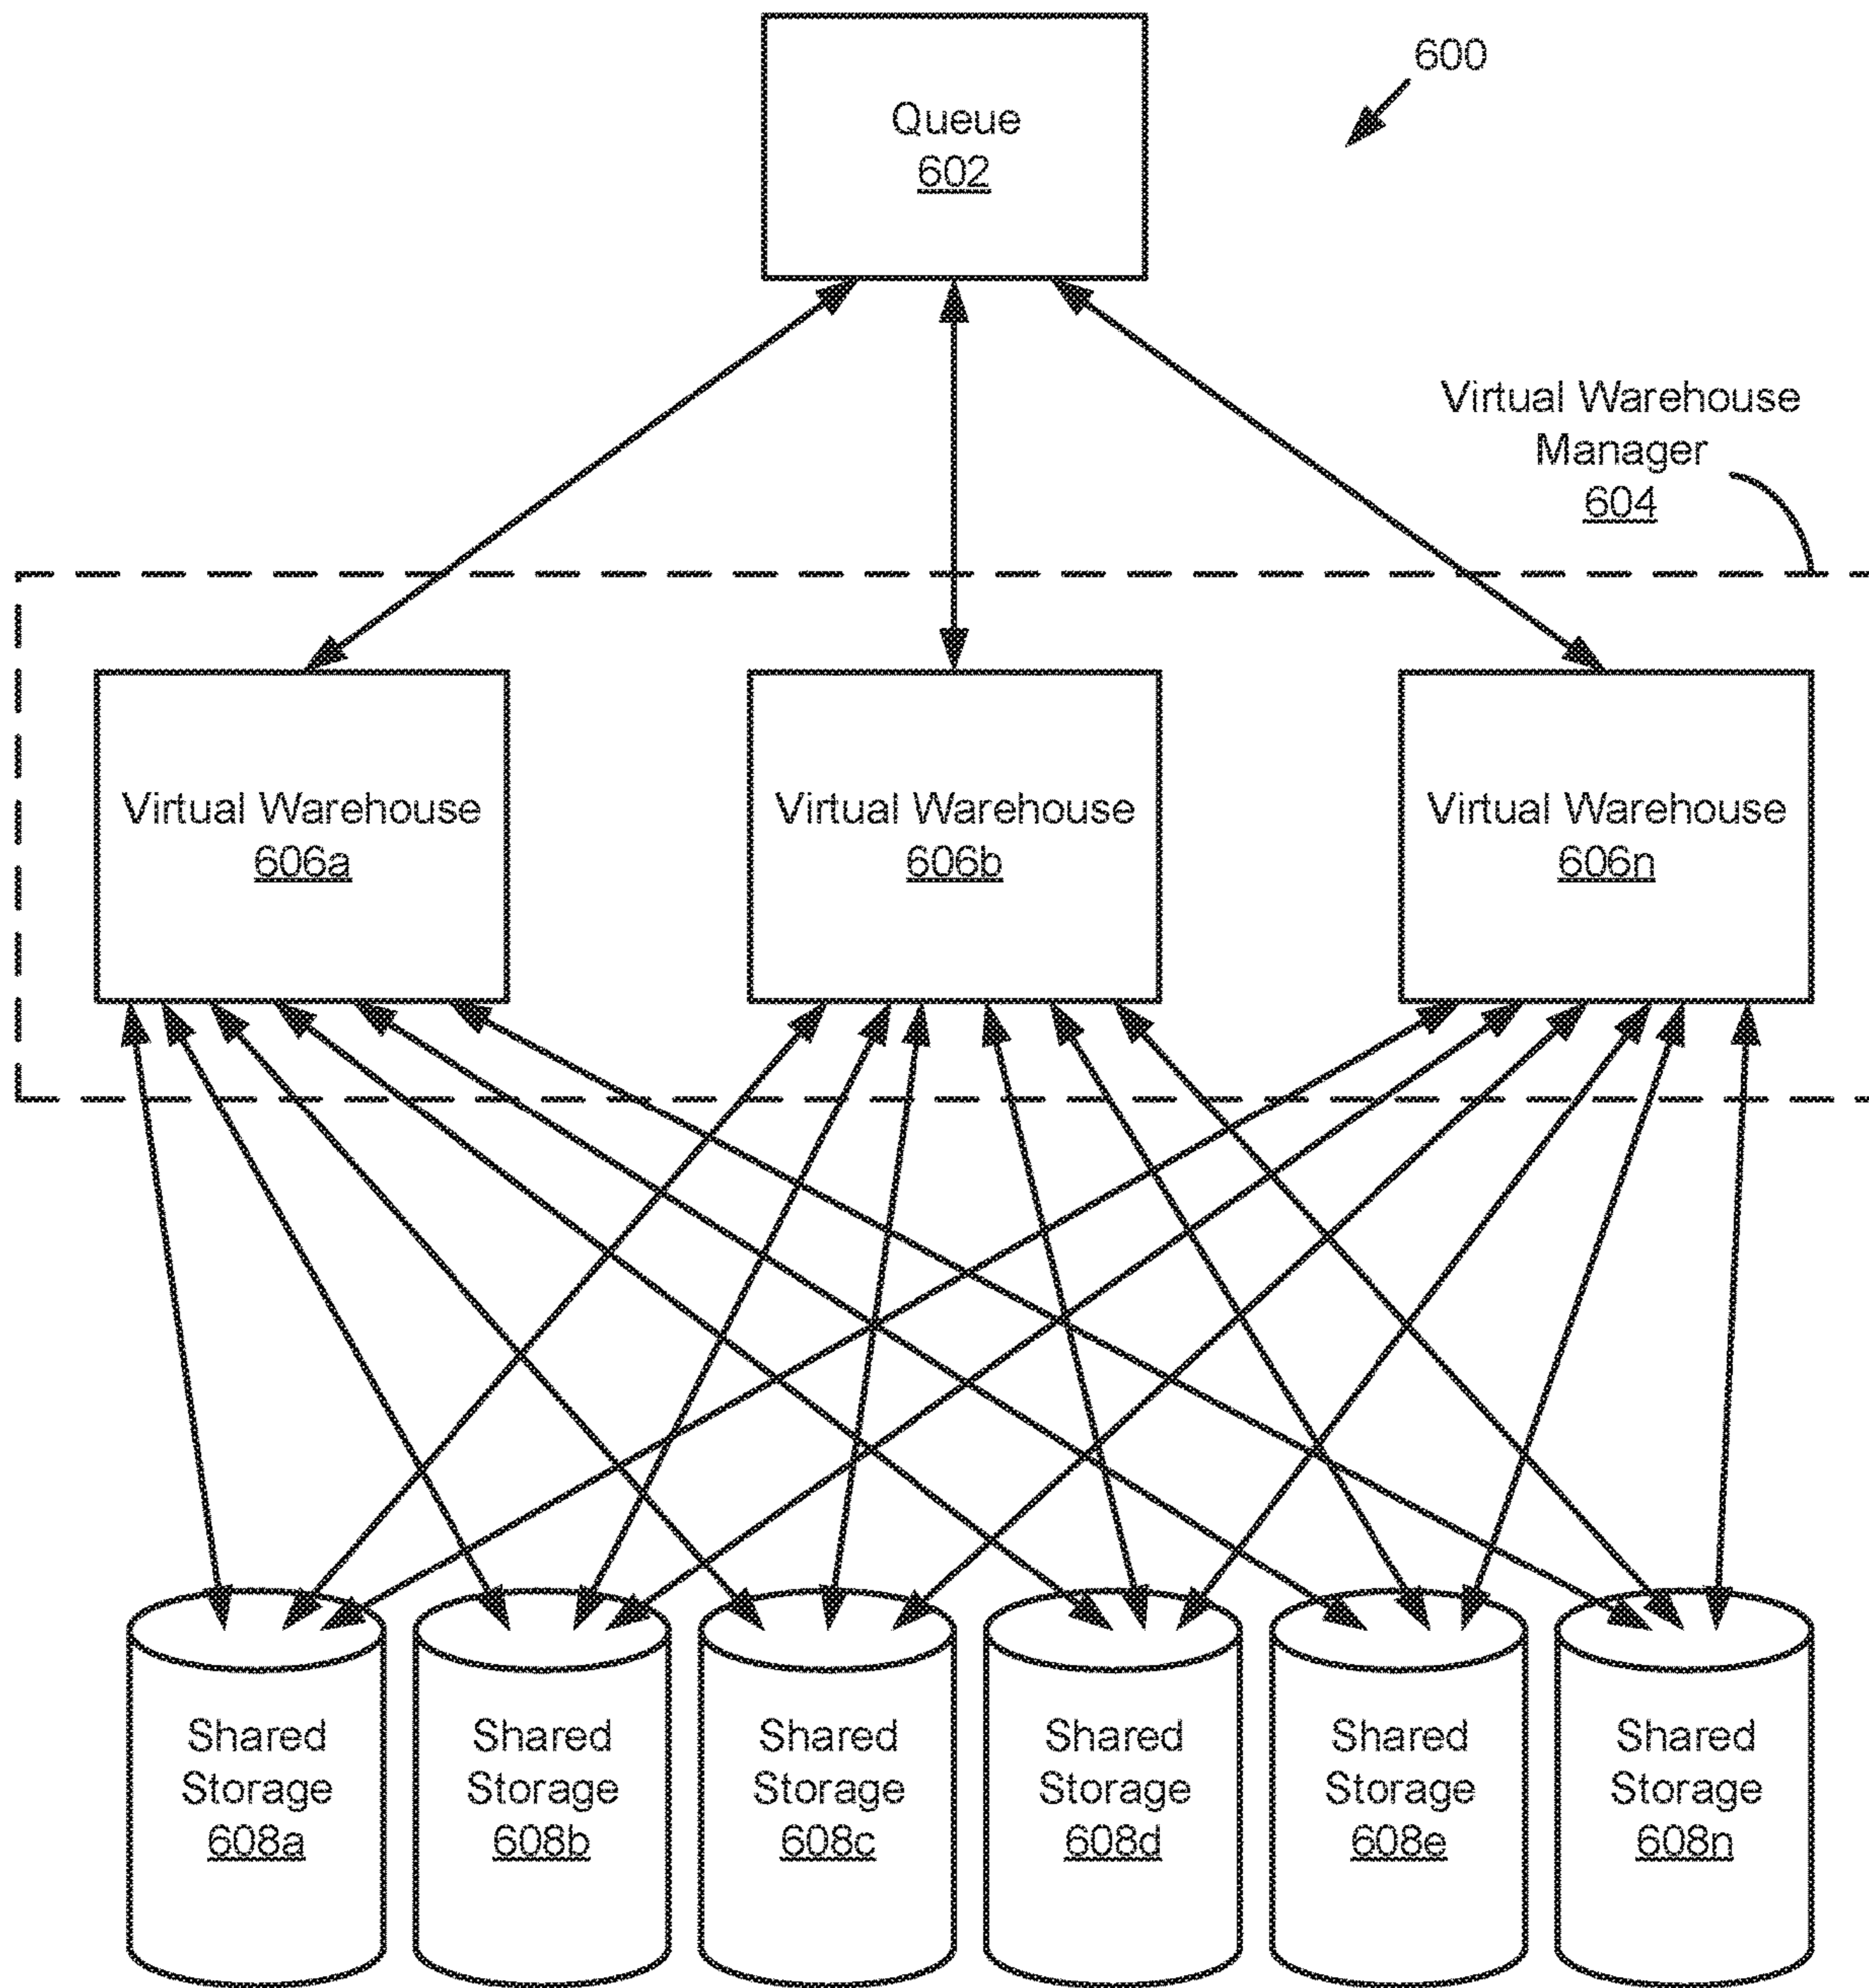 Queue
602
600
Virtual Warehouse
Manager
604
Virtual Warehouse
606a
Virtual Warehouse
606b
Virtual Warehouse
606n
Shared
Storage
608a
Shared
Storage
608b
Shared
Storage
608c
Shared
Storage
608d
Shared
Storage
608e
Shared
Storage
608n